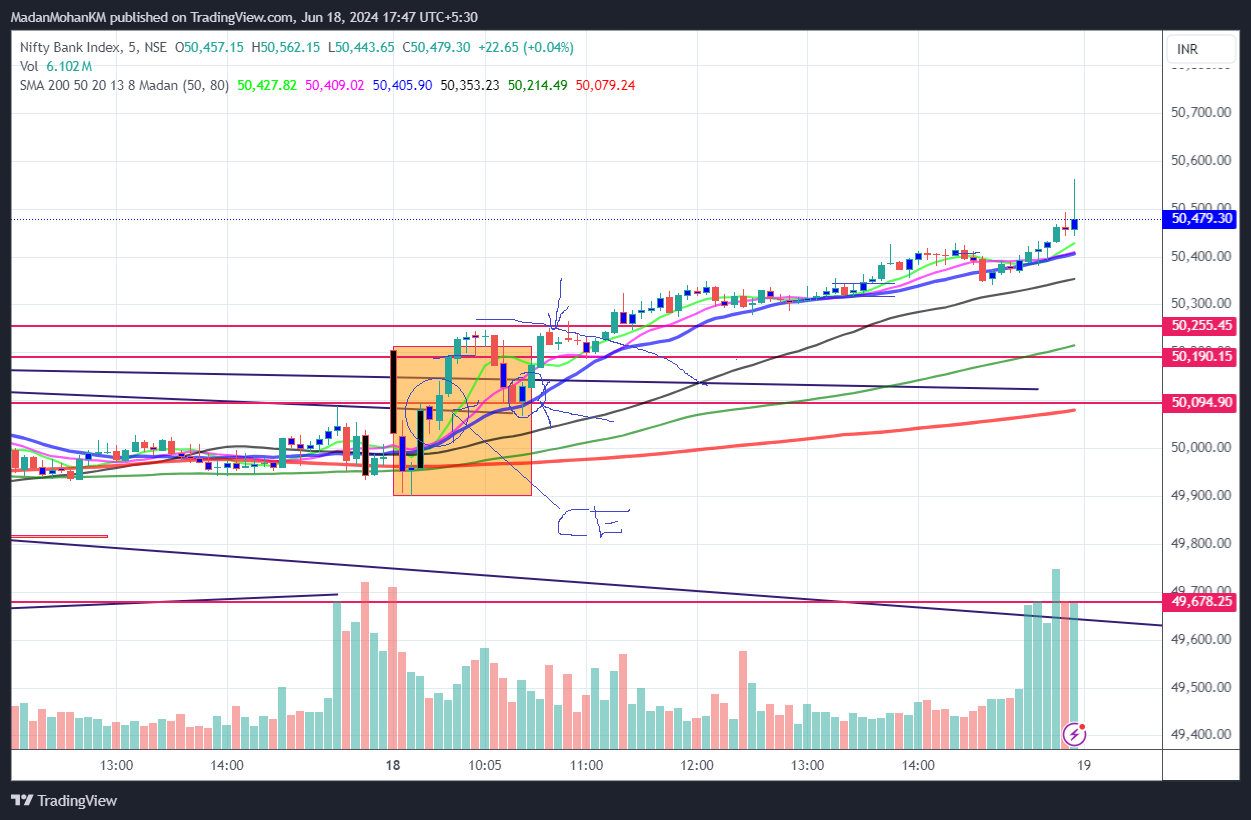 MadanMohanKM published on TradingView.com, Jun 18, 2024 17:47 UTC+5:30
Nifty Bank Index, 5, NSE O50,457.15 H50,562.15 L50,443.65 C50,479.30 +22.65 (+0.04%)
Vol 6.102M
SMA 200 50 20 13 8 Madan (50, 80) 50,427.82 50,409.02 50,405.90 50,353.23 50,214.49 50,079.24
INR
50,700.00
50,600.00
50,500.00
50,479.30
50,400.00
50,300.00
50,255.45
50,190.15
50,094.90
50,000.00
49,900.00
CE
49,800.00
49,700.00
49,678.25
49,600.00
49,500.00
49,400.00
13:00 14:00 18 10:05 11:00 12:00 13:00 14:00 19
TradingView